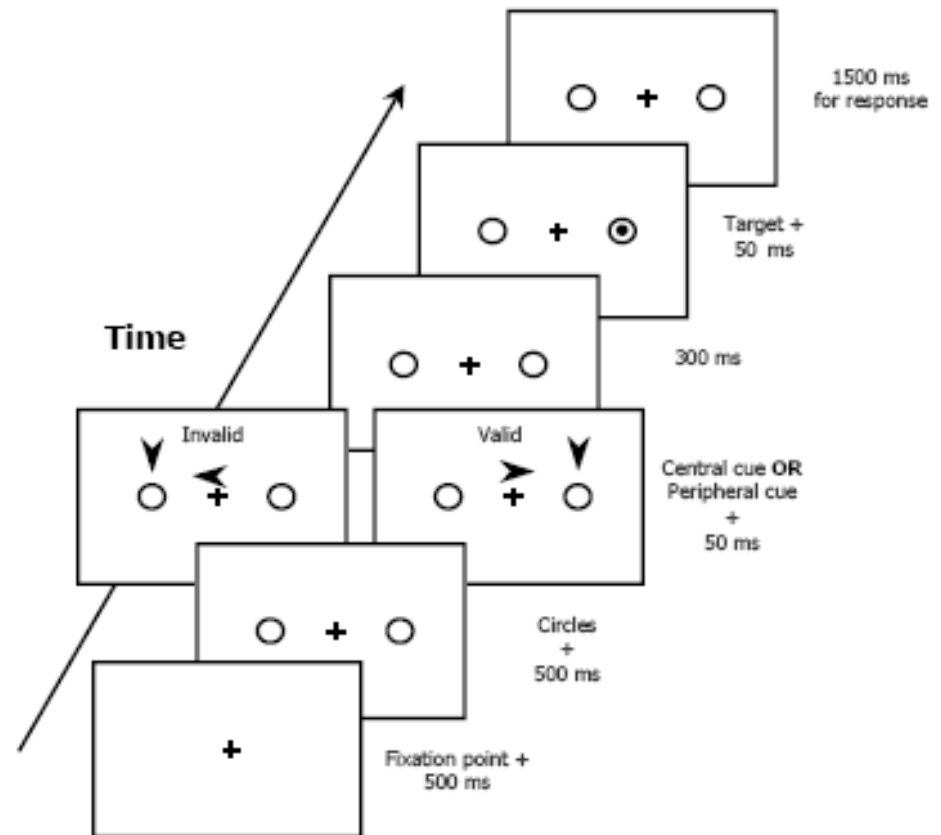 1500 ms
for response
Target +
50 ms
Time
300 ms
Invalid
Valid
Central cue OR
Peripheral cue
+
50 ms
Circles
+
500 ms
Fixation point +
500 ms